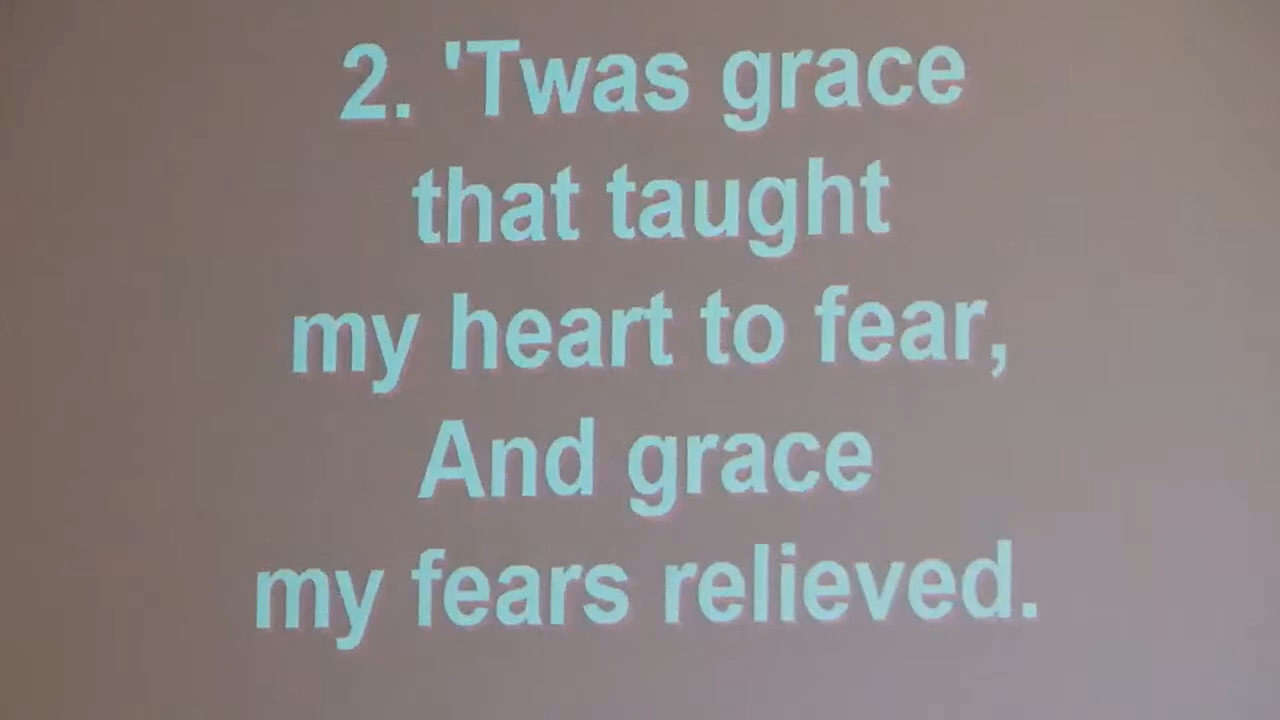 2. 'Twas grace
that taught
my heart to fear,
And grace
my fears relieved.